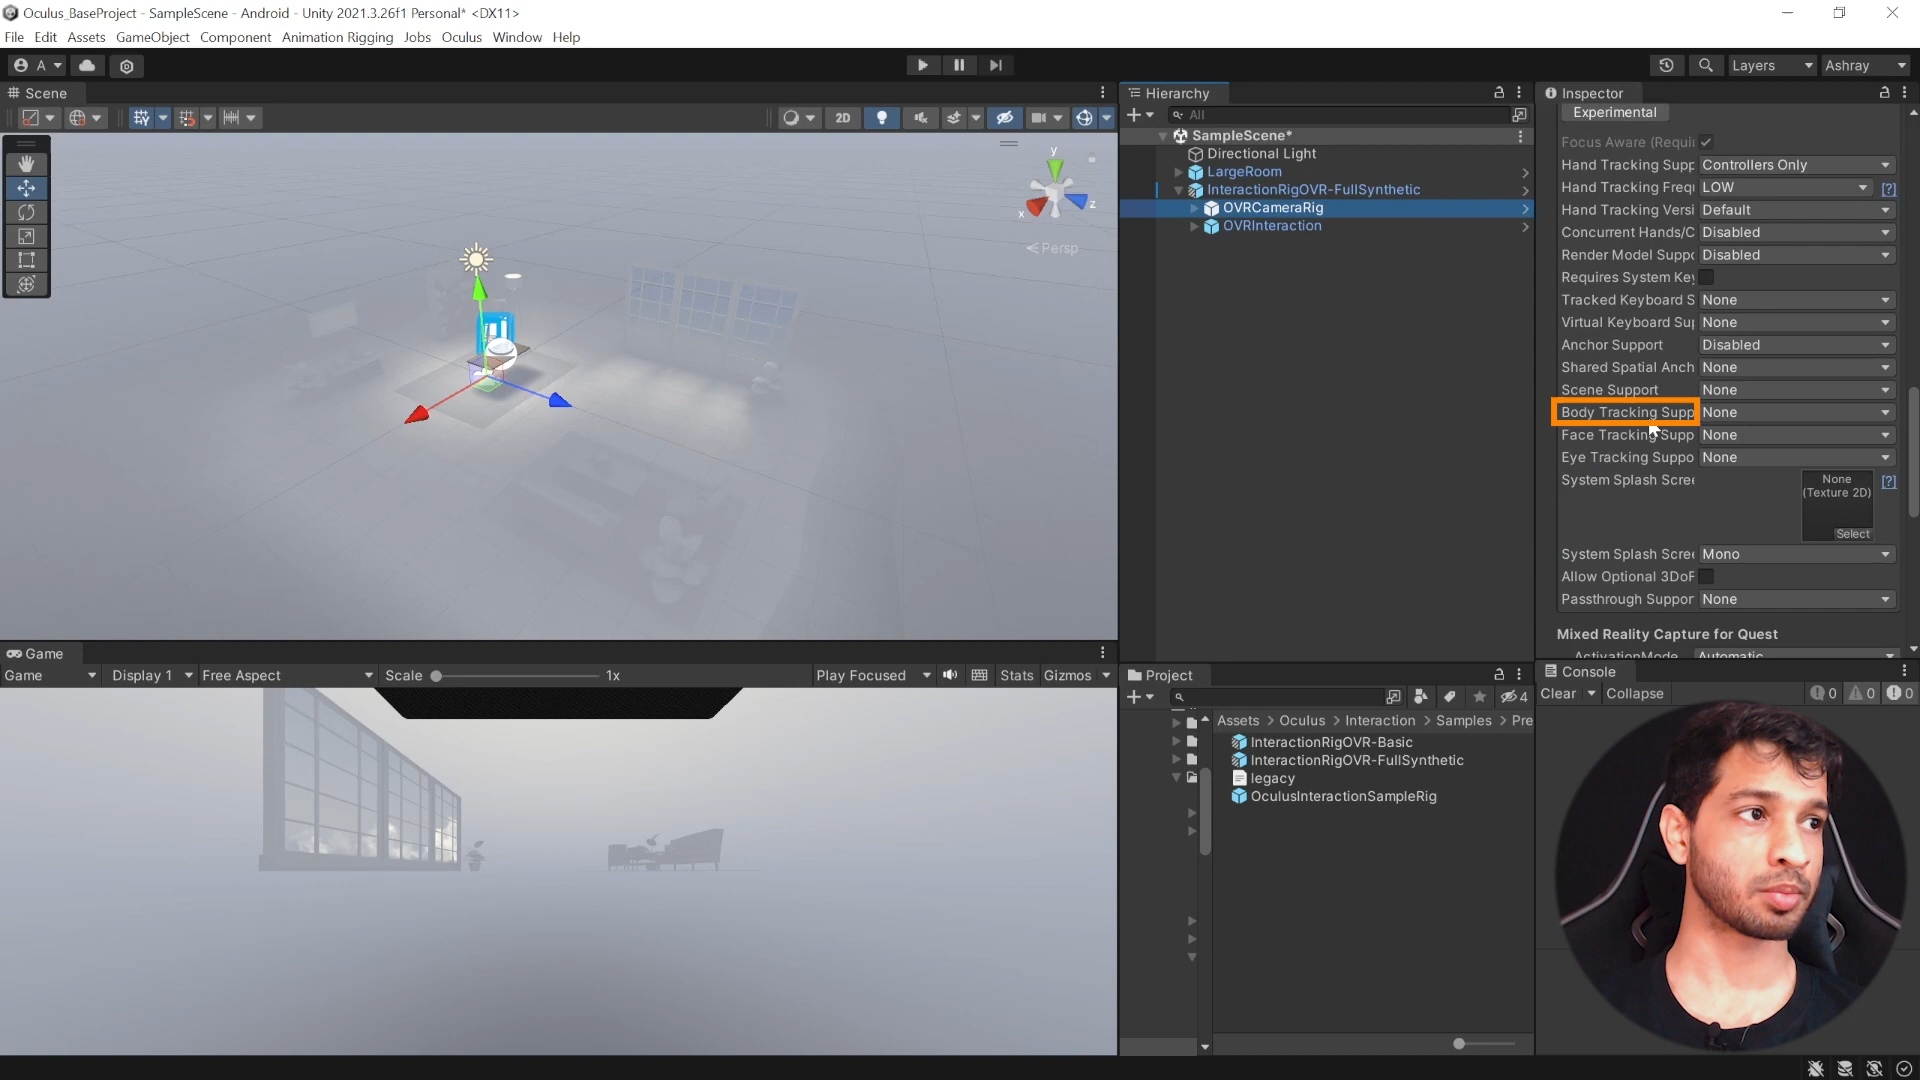 Oculus_BaseProject - SampleScene - Android - Unity 2021.3.26f1 Personal* <DX11>
File Edit Assets GameObject Component Animation Rigging Jobs Oculus Window Help
A
Layers
Ashray
Scene
2D
y
x
z
Persp
Hierarchy
All
SampleScene*
Directional Light
LargeRoom
InteractionRigOVR-FullSynthetic
OVRCameraRig
OVRInteraction
Inspector
Experimental
Focus Aware (Requi
Hand Tracking Supp Controllers Only
Hand Tracking Freq LOW [?]
Hand Tracking Versi Default
Concurrent Hands/C Disabled
Render Model Suppo Disabled
Requires System Key
Tracked Keyboard S None
Virtual Keyboard Sup None
Anchor Support Disabled
Shared Spatial Anch None
Scene Support None
Body Tracking Supp None
Face Tracking Supp None
Eye Tracking Suppo None
System Splash Scree [?]
None
(Texture 2D)
Select
System Splash Scree Mono
Allow Optional 3DoF
Passthrough Suppor None
Mixed Reality Capture for Quest
ActivationMode Automatic
Game
Game Display 1 Free Aspect Scale 1x Play Focused Stats Gizmos
Project
4
Assets > Oculus > Interaction > Samples > Pre
InteractionRigOVR-Basic
InteractionRigOVR-FullSynthetic
legacy
OculusInteractionSampleRig
Console
Clear Collapse 0 0 0